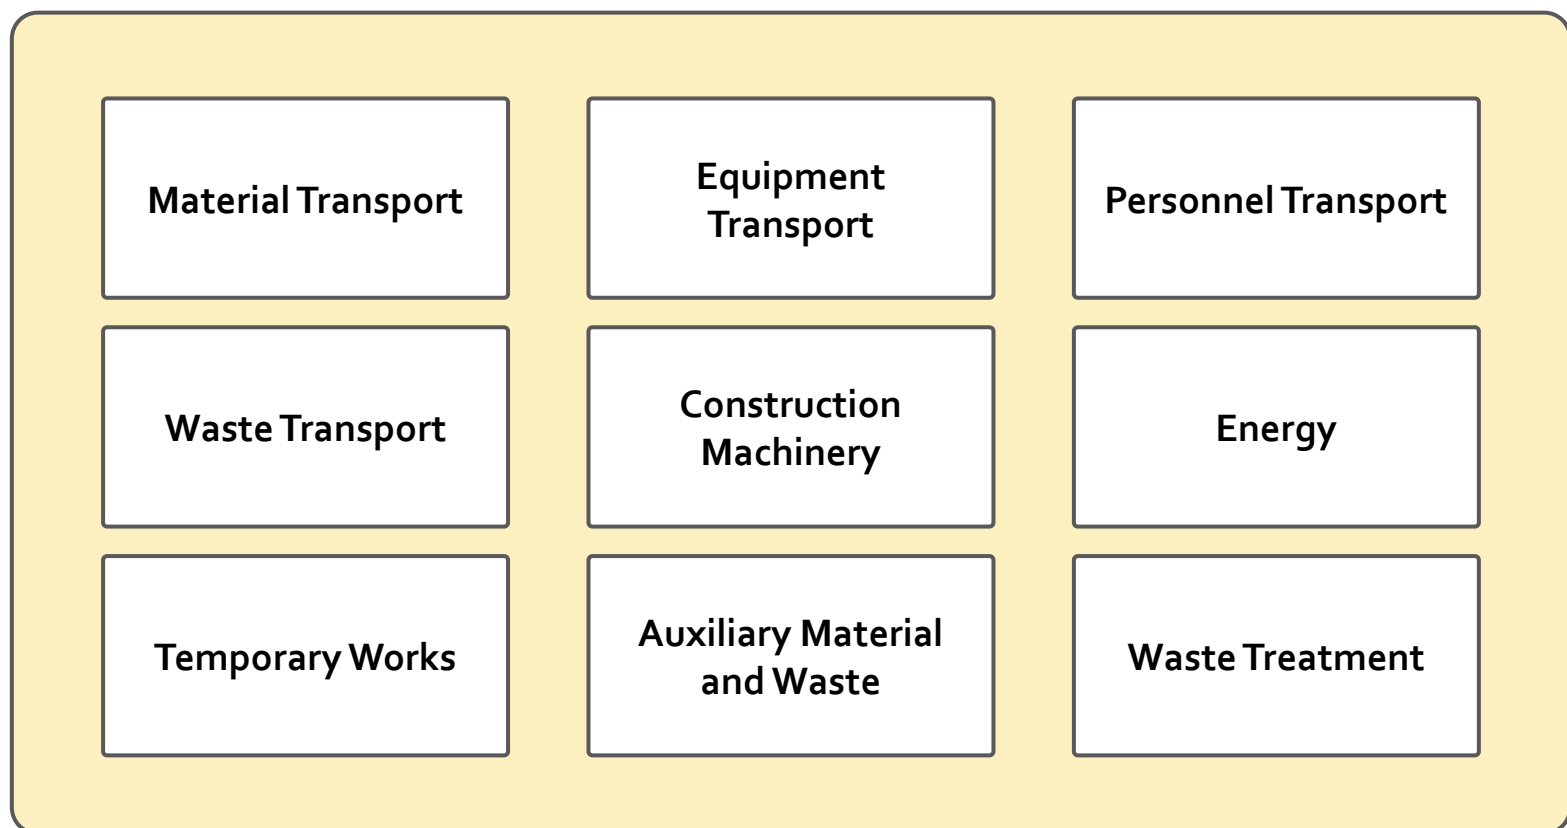 Material Transport
Equipment
Transport
Personnel Transport
Waste Transport
Construction
Machinery
Energy
Temporary Works
Auxiliary Material
and Waste
Waste Treatment